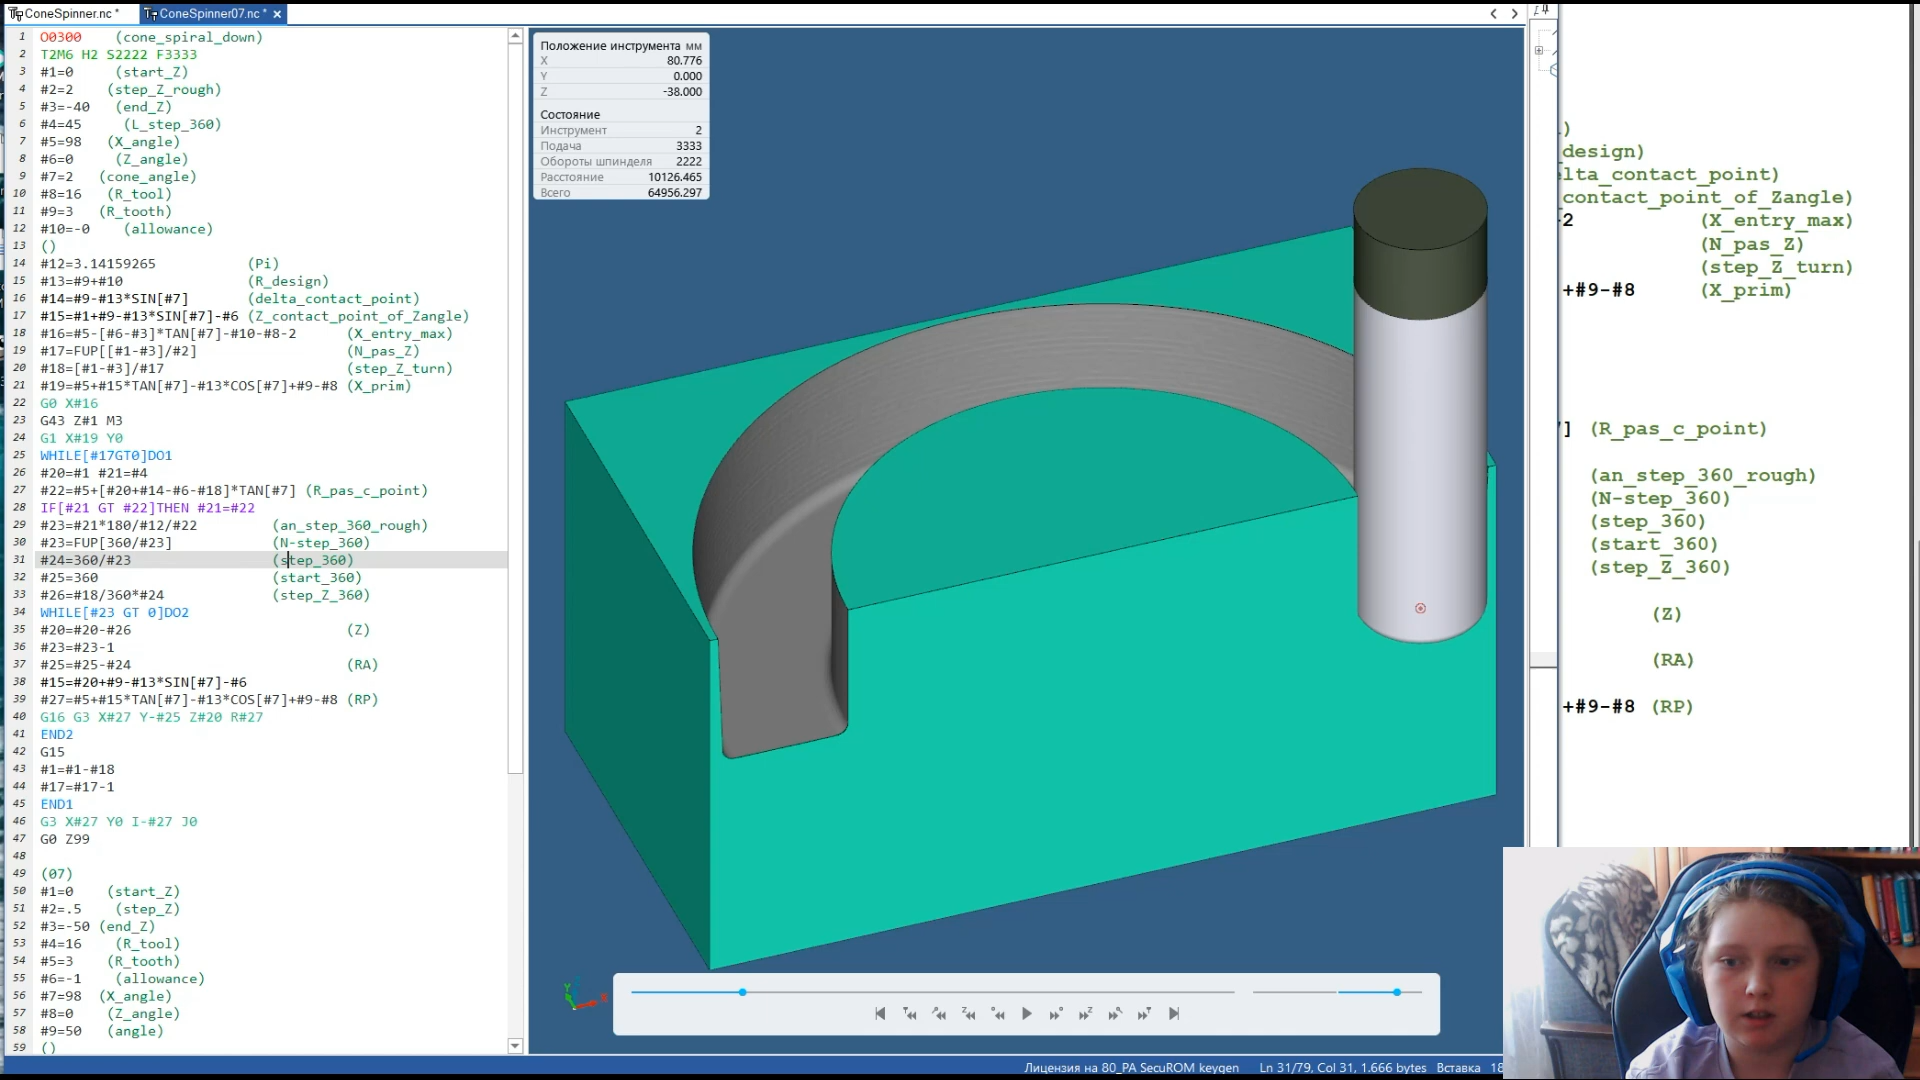 ConeSpinner.nc *
ConeSpinner07.nc *
1 O0300 (cone_spiral_down)
2 T2M6 H2 S2222 F3333
3 #1=0 (start_Z)
4 #2=2 (step_Z_rough)
5 #3=-40 (end_Z)
6 #4=45 (L_step_360)
7 #5=98 (X_angle)
8 #6=0 (Z_angle)
9 #7=2 (cone_angle)
10 #8=16 (R_tool)
11 #9=3 (R_tooth)
12 #10=-0 (allowance)
13 ()
14 #12=3.14159265 (Pi)
15 #13=#9+#10 (R_design)
16 #14=#9-#13*SIN[#7] (delta_contact_point)
17 #15=#1+#9-#13*SIN[#7]-#6 (Z_contact_point_of_Zangle)
18 #16=#5-[#6-#3]*TAN[#7]-#10-#8-2 (X_entry_max)
19 #17=FUP[[#1-#3]/#2] (N_pas_Z)
20 #18=[#1-#3]/#17 (step_Z_turn)
21 #19=#5+#15*TAN[#7]-#13*COS[#7]+#9-#8 (X_prim)
22 G0 X#16
23 G43 Z#1 M3
24 G1 X#19 Y0
25 WHILE[#17GT0]DO1
26 #20=#1 #21=#4
27 #22=#5+[#20+#14-#6-#18]*TAN[#7] (R_pas_c_point)
28 IF[#21 GT #22]THEN #21=#22
29 #23=#21*180/#12/#22 (an_step_360_rough)
30 #23=FUP[360/#23] (N-step_360)
31 #24=360/#23 (step_360)
32 #25=360 (start_360)
33 #26=#18/360*#24 (step_Z_360)
34 WHILE[#23 GT 0]DO2
35 #20=#20-#26 (Z)
36 #23=#23-1
37 #25=#25-#24 (RA)
38 #15=#20+#9-#13*SIN[#7]-#6
39 #27=#5+#15*TAN[#7]-#13*COS[#7]+#9-#8 (RP)
40 G16 G3 X#27 Y-#25 Z#20 R#27
41 END2
42 G15
43 #1=#1-#18
44 #17=#17-1
45 END1
46 G3 X#27 Y0 I-#27 J0
47 G0 Z99
48
49 (07)
50 #1=0 (start_Z)
51 #2=.5 (step_Z)
52 #3=-50 (end_Z)
53 #4=16 (R_tool)
54 #5=3 (R_tooth)
55 #6=-1 (allowance)
56 #7=98 (X_angle)
57 #8=0 (Z_angle)
58 #9=50 (angle)
59 ()
Положение инструмента мм
X 80.776
Y 0.000
Z -38.000
Состояние
Инструмент 2
Подача 3333
Обороты шпинделя 2222
Расстояние 10126.465
Всего 64956.297
)
design)
elta_contact_point)
contact_point_of_Zangle)
-2 (X_entry_max)
(N_pas_Z)
(step_Z_turn)
+#9-#8 (X_prim)
] (R_pas_c_point)
(an_step_360_rough)
(N-step_360)
(step_360)
(start_360)
(step_Z_360)
(Z)
(RA)
+#9-#8 (RP)
Лицензия на 80_PA SecuROM keygen Ln 31/79, Col 31, 1.666 bytes Вставка 18